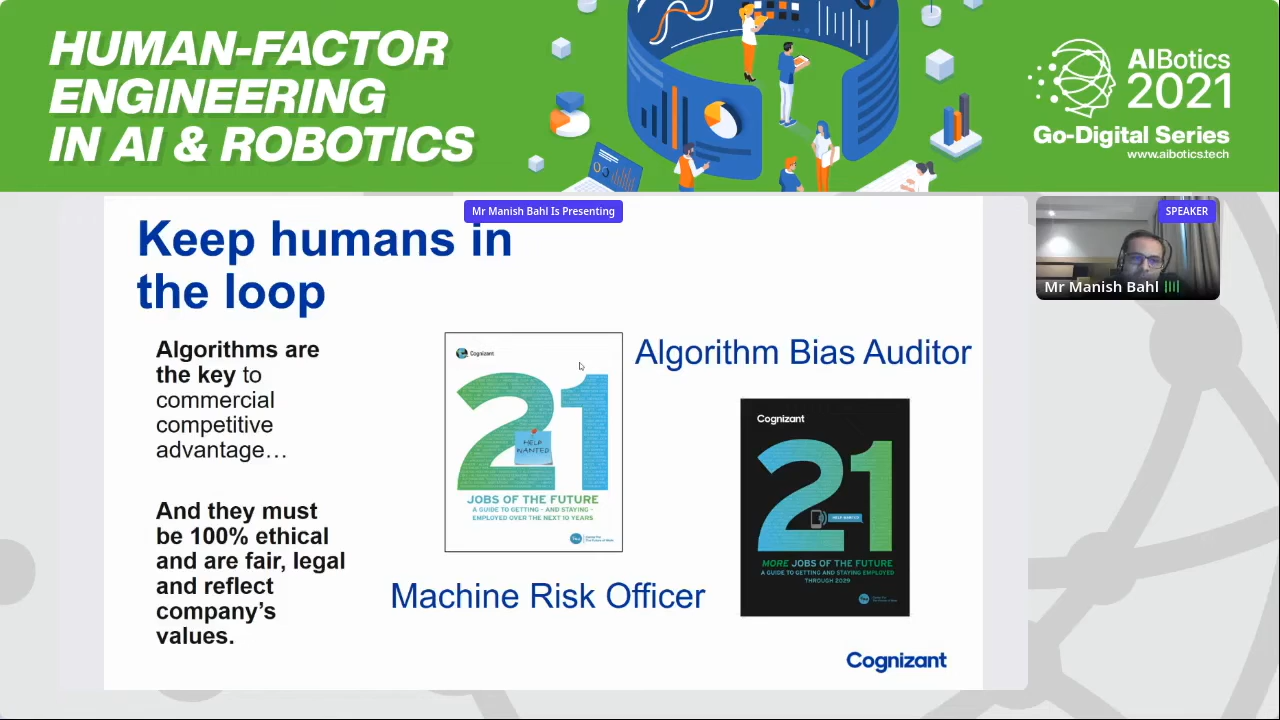 HUMAN-FACTOR
ENGINEERING
IN AI & ROBOTICS
AIBotics
2021
Go-Digital Series
www.aibotics.tech
Mr Manish Bahl Is Presenting
SPEAKER
Mr Manish Bahl
Keep humans in
the loop
Algorithms are
the key to
commercial
competitive
advantage…
And they must
be 100% ethical
and are fair, legal
and reflect
company’s
values.
Cognizant
21
HELP
WANTED
JOBS OF THE FUTURE
A GUIDE TO GETTING - AND STAYING -
EMPLOYED OVER THE NEXT 10 YEARS
Machine Risk Officer
Algorithm Bias Auditor
Cognizant
21
HELP WANTED
MORE JOBS OF THE FUTURE
A GUIDE TO GETTING AND STAYING EMPLOYED
THROUGH 2029
Cognizant